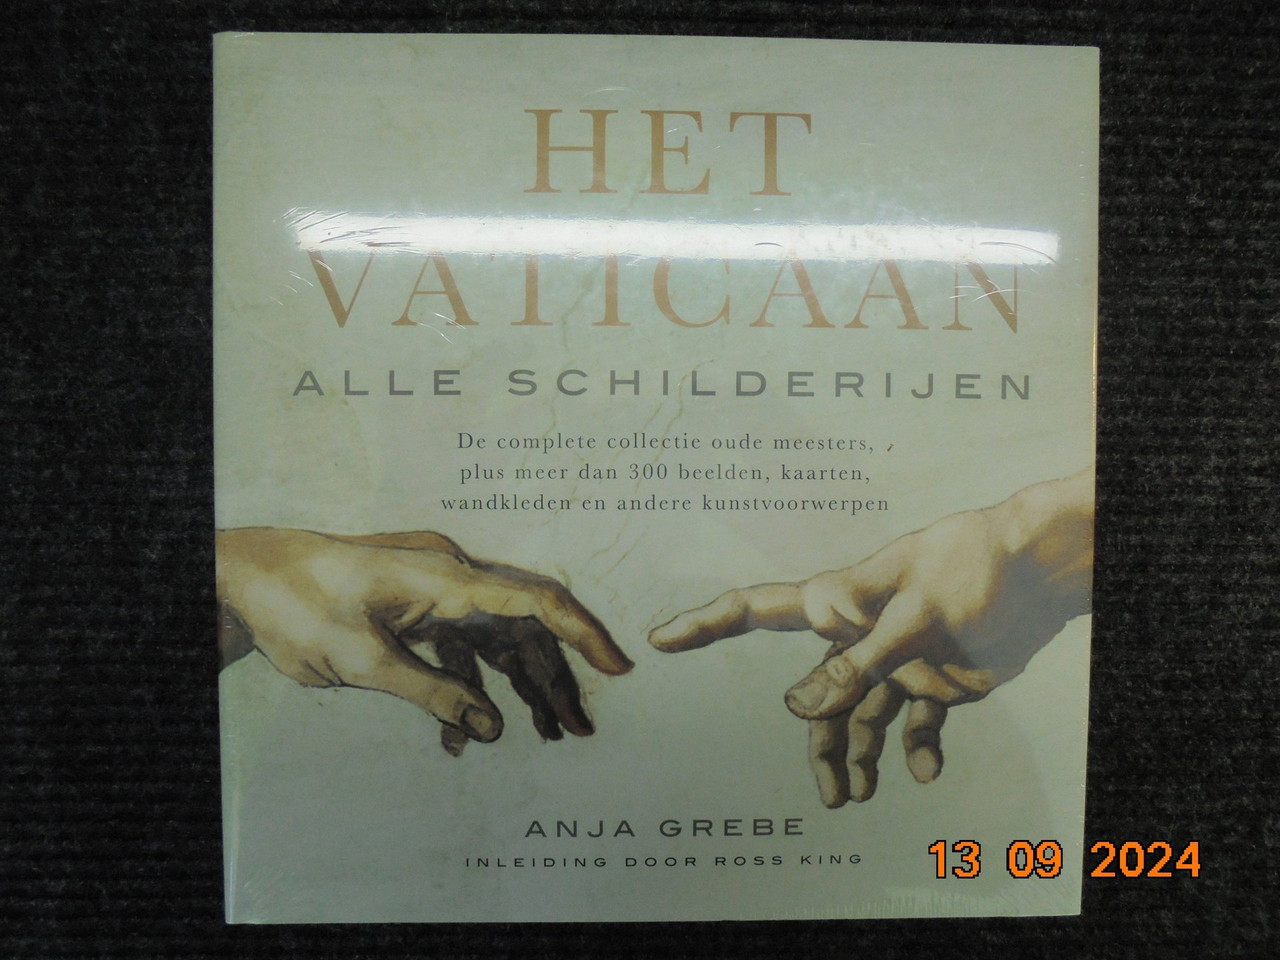 HET
VATICAAN
ALLE SCHILDERIJEN
De complete collectie oude meesters,
plus meer dan 300 beelden, kaarten,
wandkleden en andere kunstvoorwerpen
ANJA GREBE
INLEIDING DOOR ROSS KING
13 09 2024